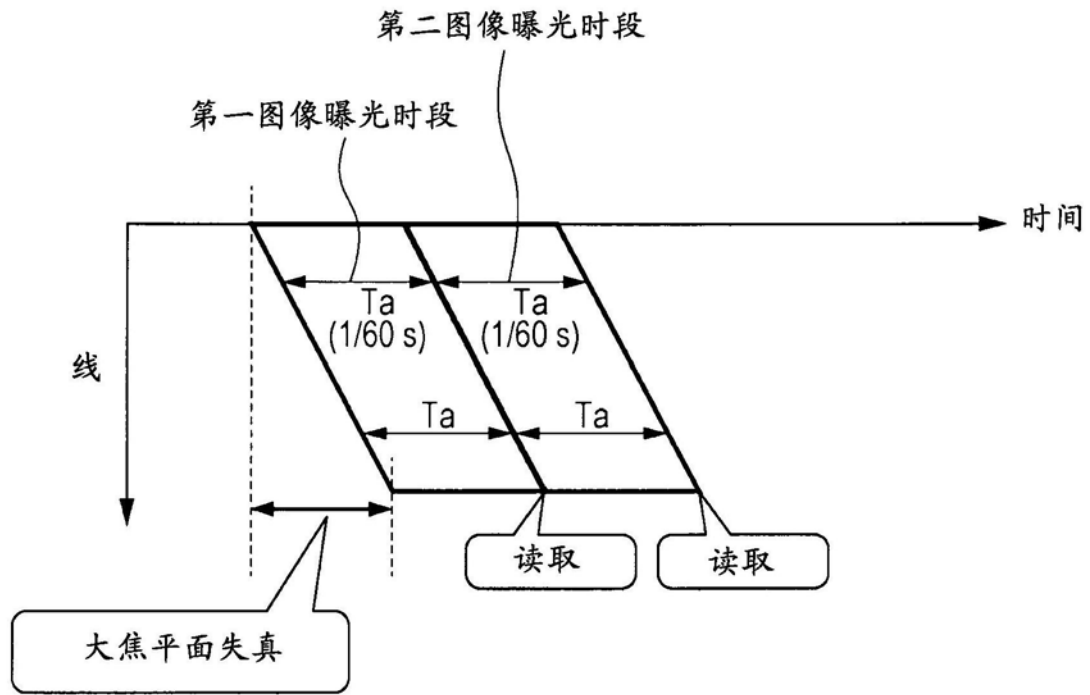 第二图像曝光时段
第一图像曝光时段
时间
Ta
(1/60 s)
Ta
(1/60 s)
线
Ta
Ta
读取
读取
大焦平面失真